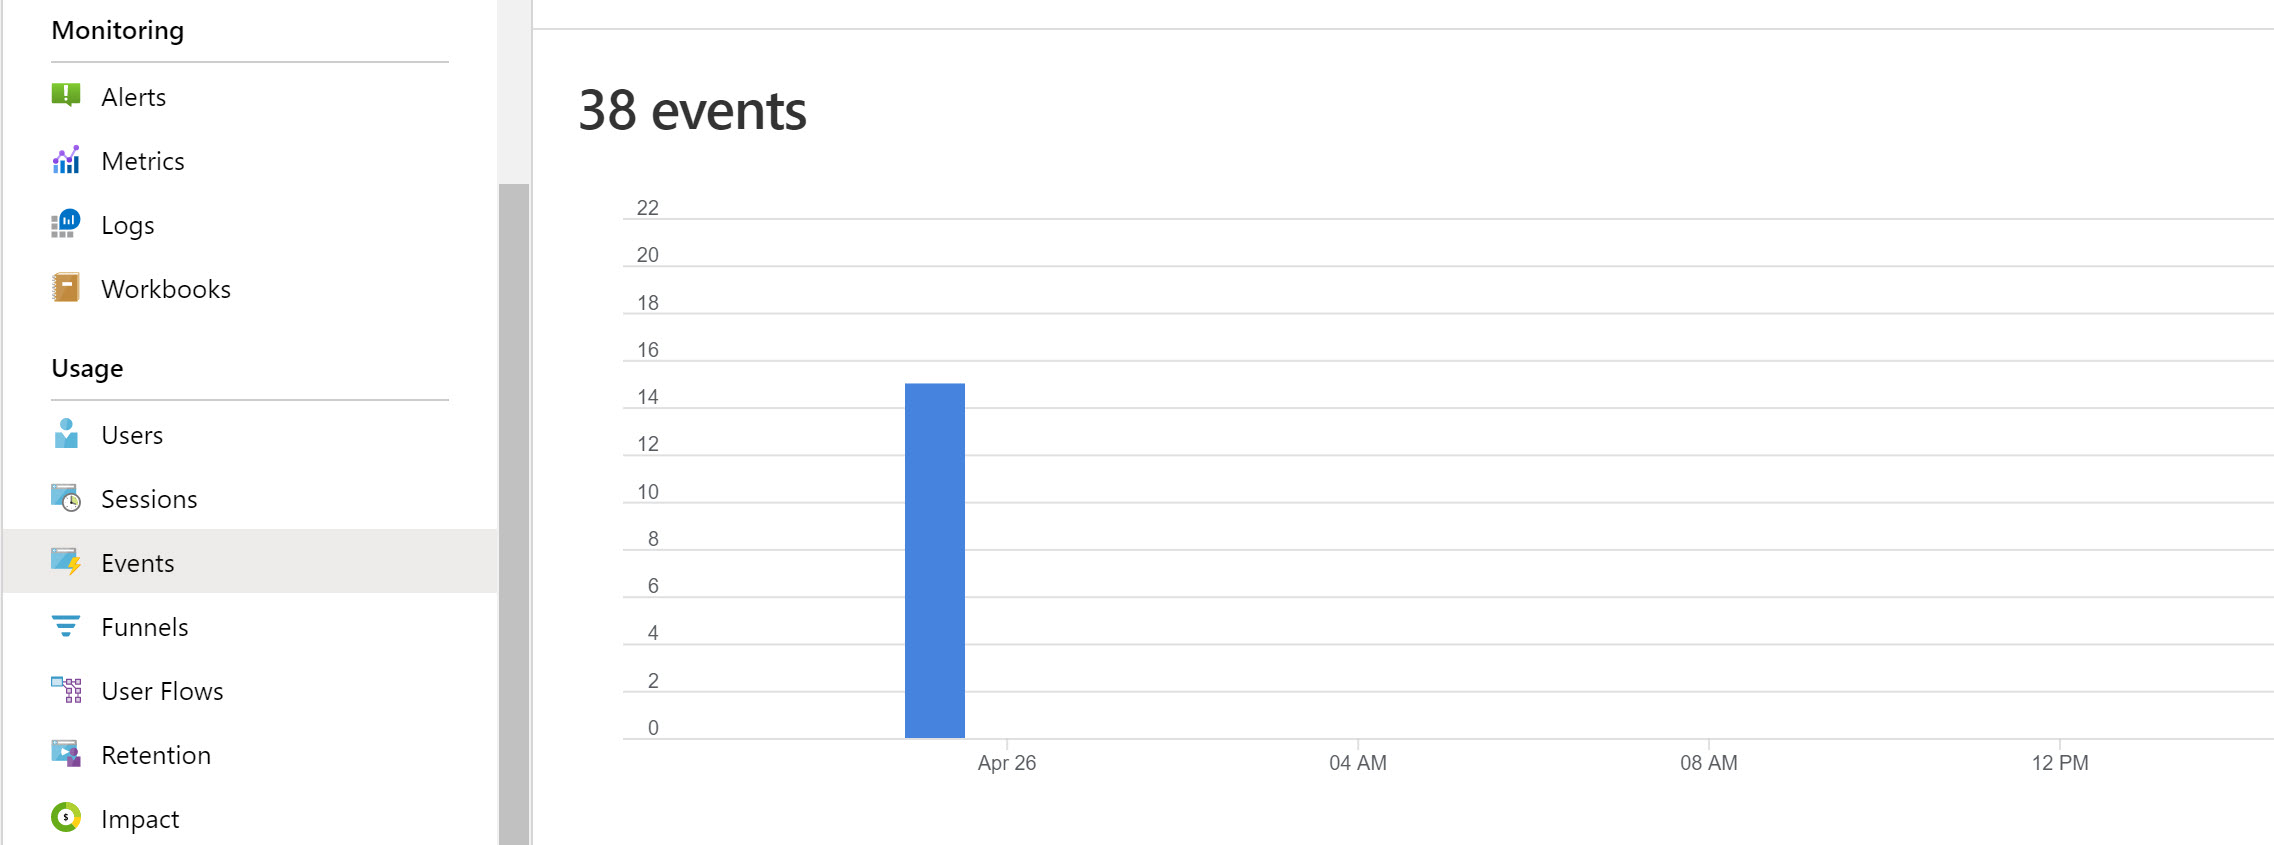 Monitoring
Alerts
Metrics
Logs
Workbooks
Usage
Users
Sessions
Events
Funnels
User Flows
Retention
Impact
38 events
22
20
18
16
14
12
10
8
6
4
2
0
Apr 26 04 AM 08 AM 12 PM